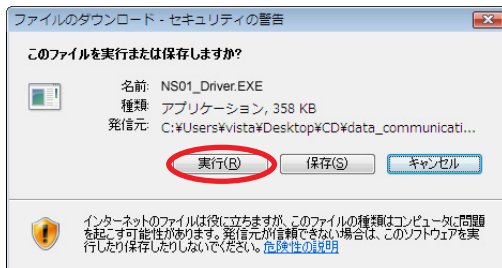 ファイルのダウンロード - セキュリティの警告
このファイルを実行または保存しますか?
名前: NS01_Driver.EXE
種類: アプリケーション, 358 KB
発信元: C:¥Users¥vista¥Desktop¥CD¥data_communicati...
実行(R) 保存(S) キャンセル
インターネットのファイルは役に立ちますが、このファイルの種類はコンピュータに問題
を起こす可能性があります。発信元が信頼できない場合は、このソフトウェアを実
行したり保存したりしないでください。危険性の説明